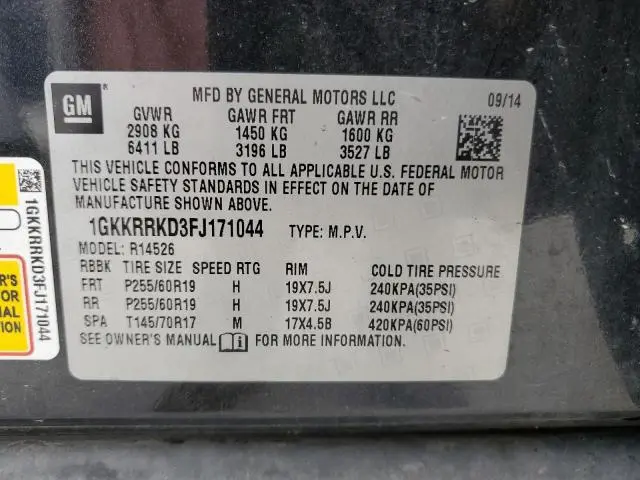 GM
MFD BY GENERAL MOTORS LLC 09/14
GVWR GAWR FRT GAWR RR
2908 KG 1450 KG 1600 KG
6411 LB 3196 LB 3527 LB
THIS VEHICLE CONFORMS TO ALL APPLICABLE U.S. FEDERAL MOTOR
VEHICLE SAFETY STANDARDS IN EFFECT ON THE DATE OF
MANUFACTURE SHOWN ABOVE.
1GKKRRKD3FJ171044 TYPE: M.P.V.
MODEL: R14526
RBBK TIRE SIZE SPEED RTG RIM COLD TIRE PRESSURE
FRT P255/60R19 H 19X7.5J 240KPA(35PSI)
RR P255/60R19 H 19X7.5J 240KPA(35PSI)
SPA T145/70R17 M 17X4.5B 420KPA(60PSI)
SEE OWNER'S MANUAL i FOR MORE INFORMATION.
1GKKRRKD3FJ171044
R'S
OR
NAL